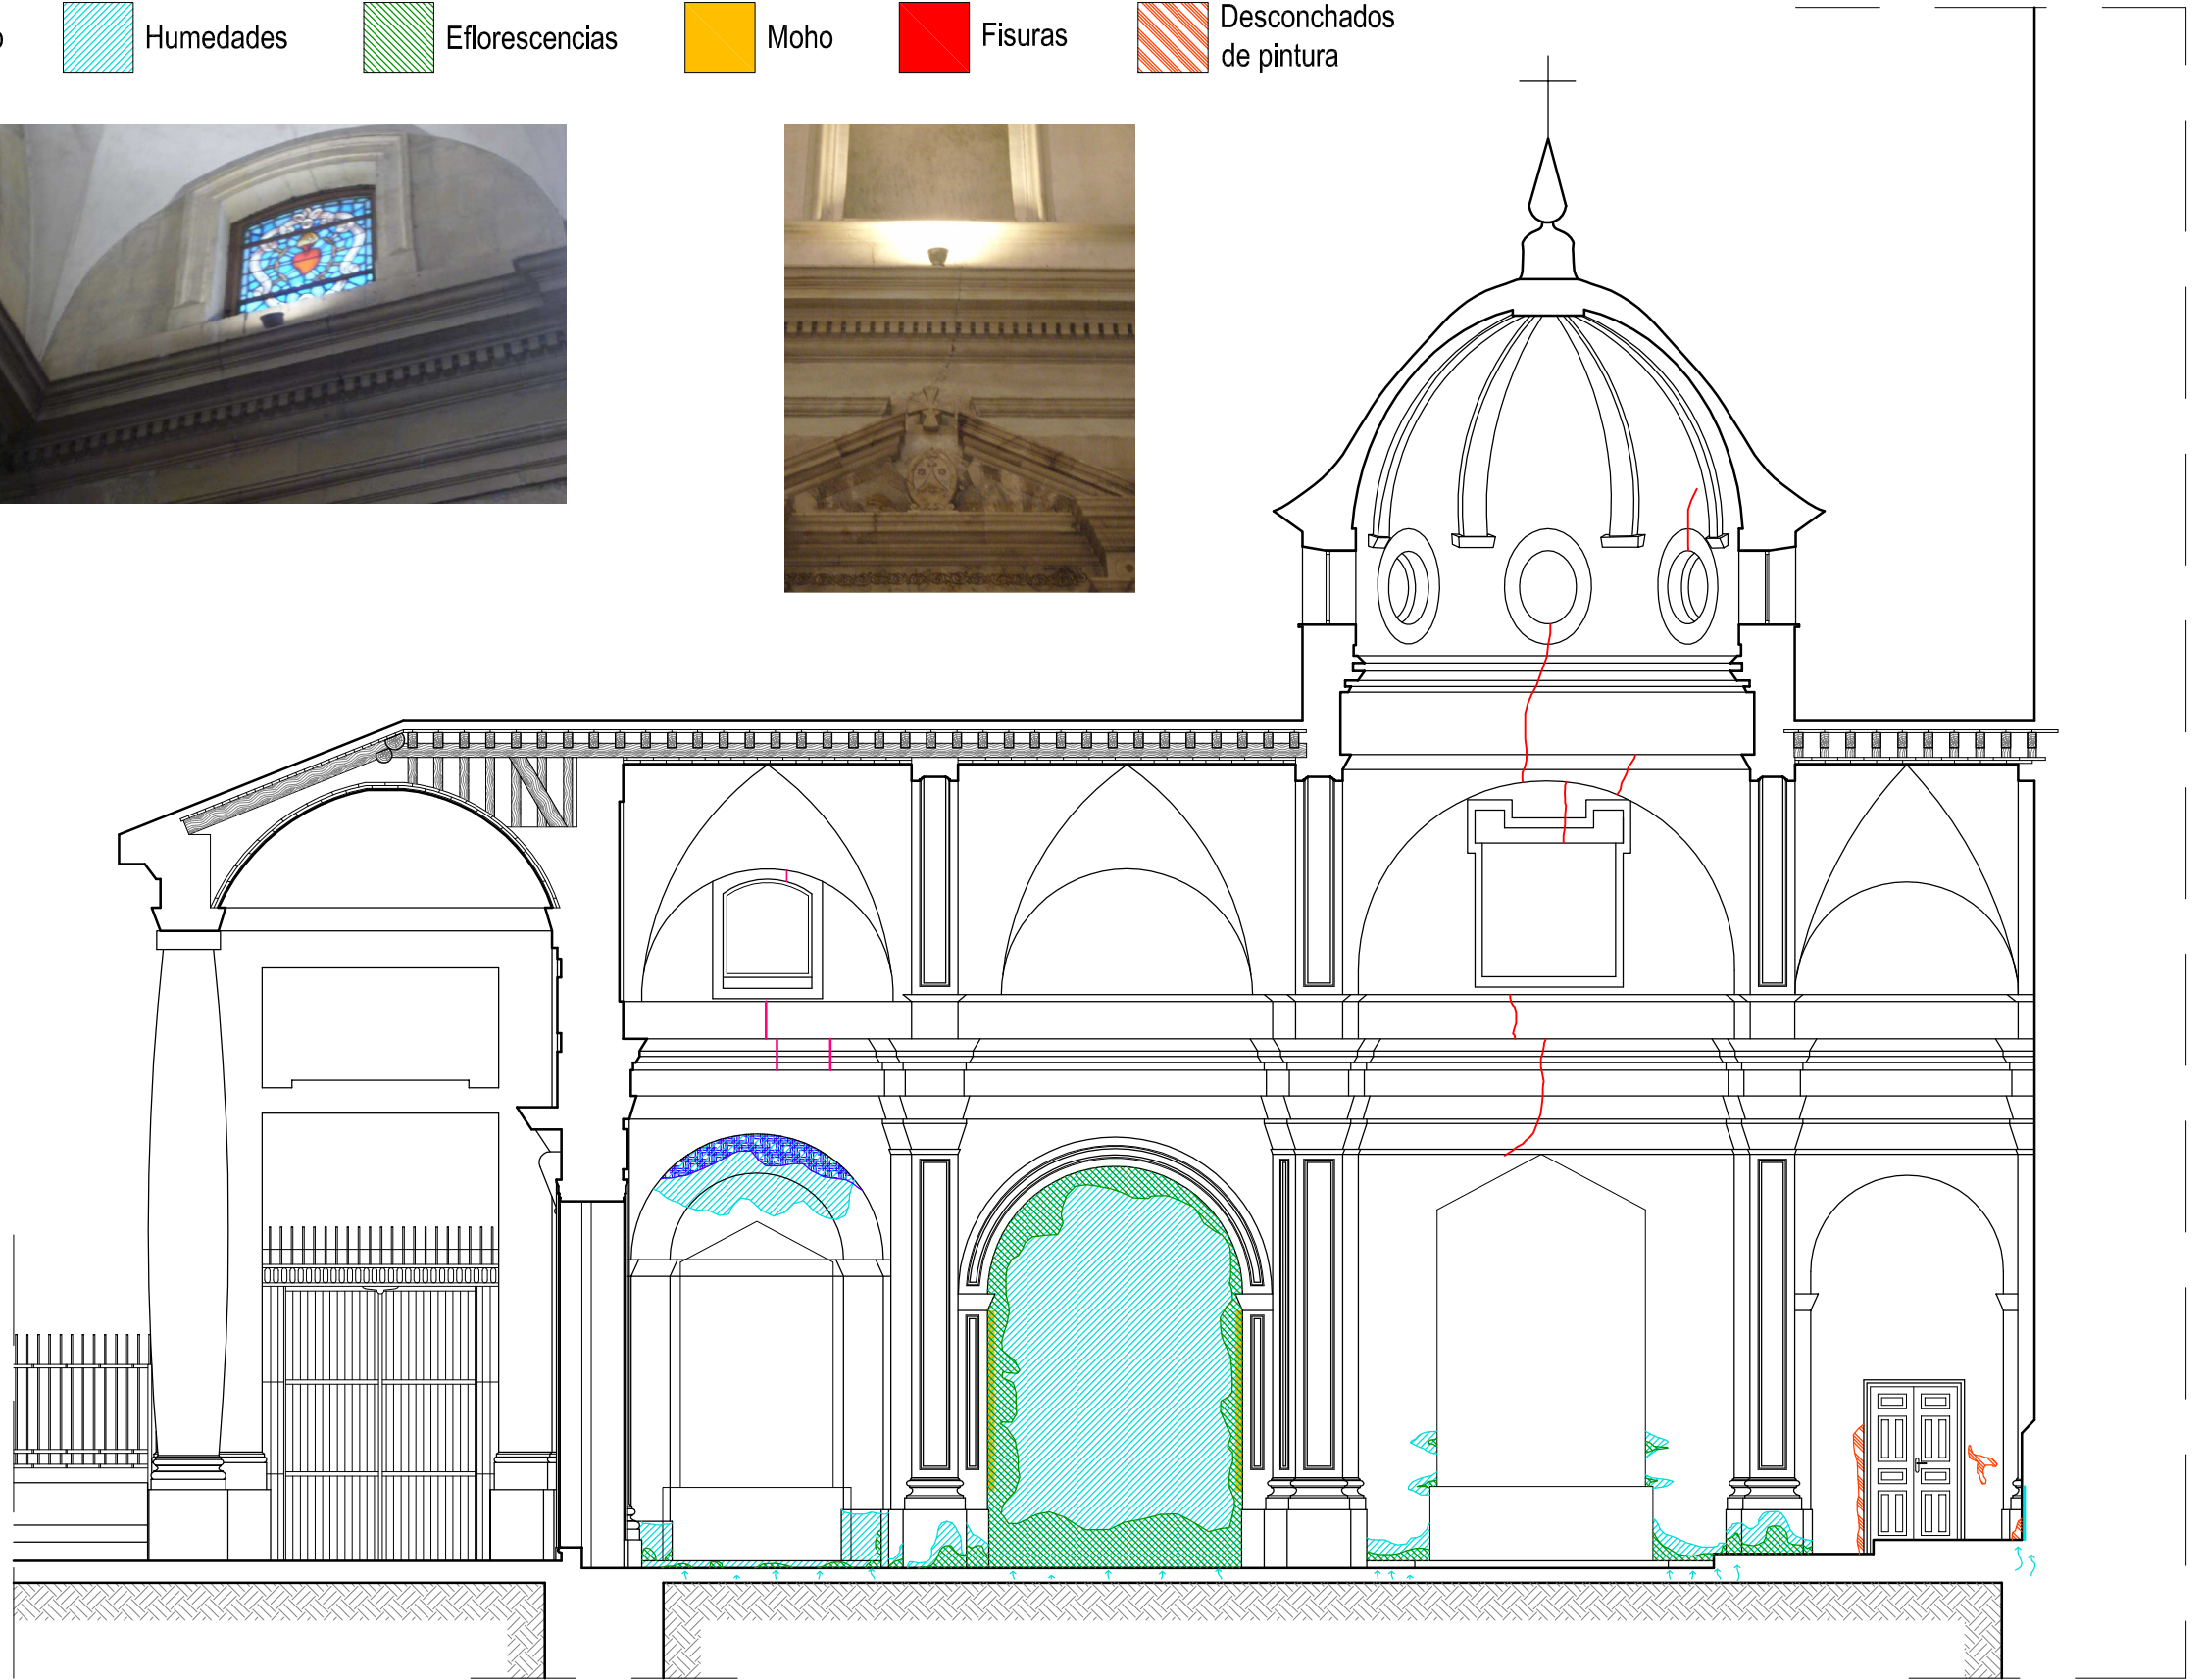 Humedades
Eflorescencias
Moho
Fisuras
Desconchados
de pintura